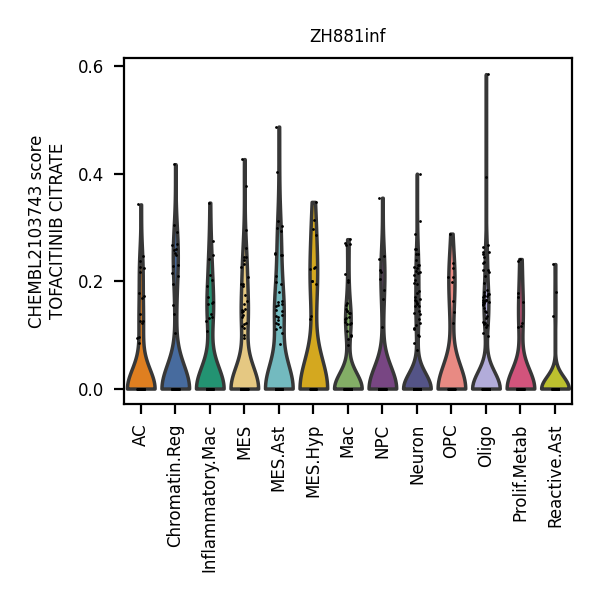 ZH881inf
CHEMBL2103743 score
TOFACITINIB CITRATE
0.6
0.4
0.2
0.0
AC
Chromatin.Reg
Inflammatory.Mac
MES
MES.Ast
MES.Hyp
Mac
NPC
Neuron
OPC
Oligo
Prolif.Metab
Reactive.Ast